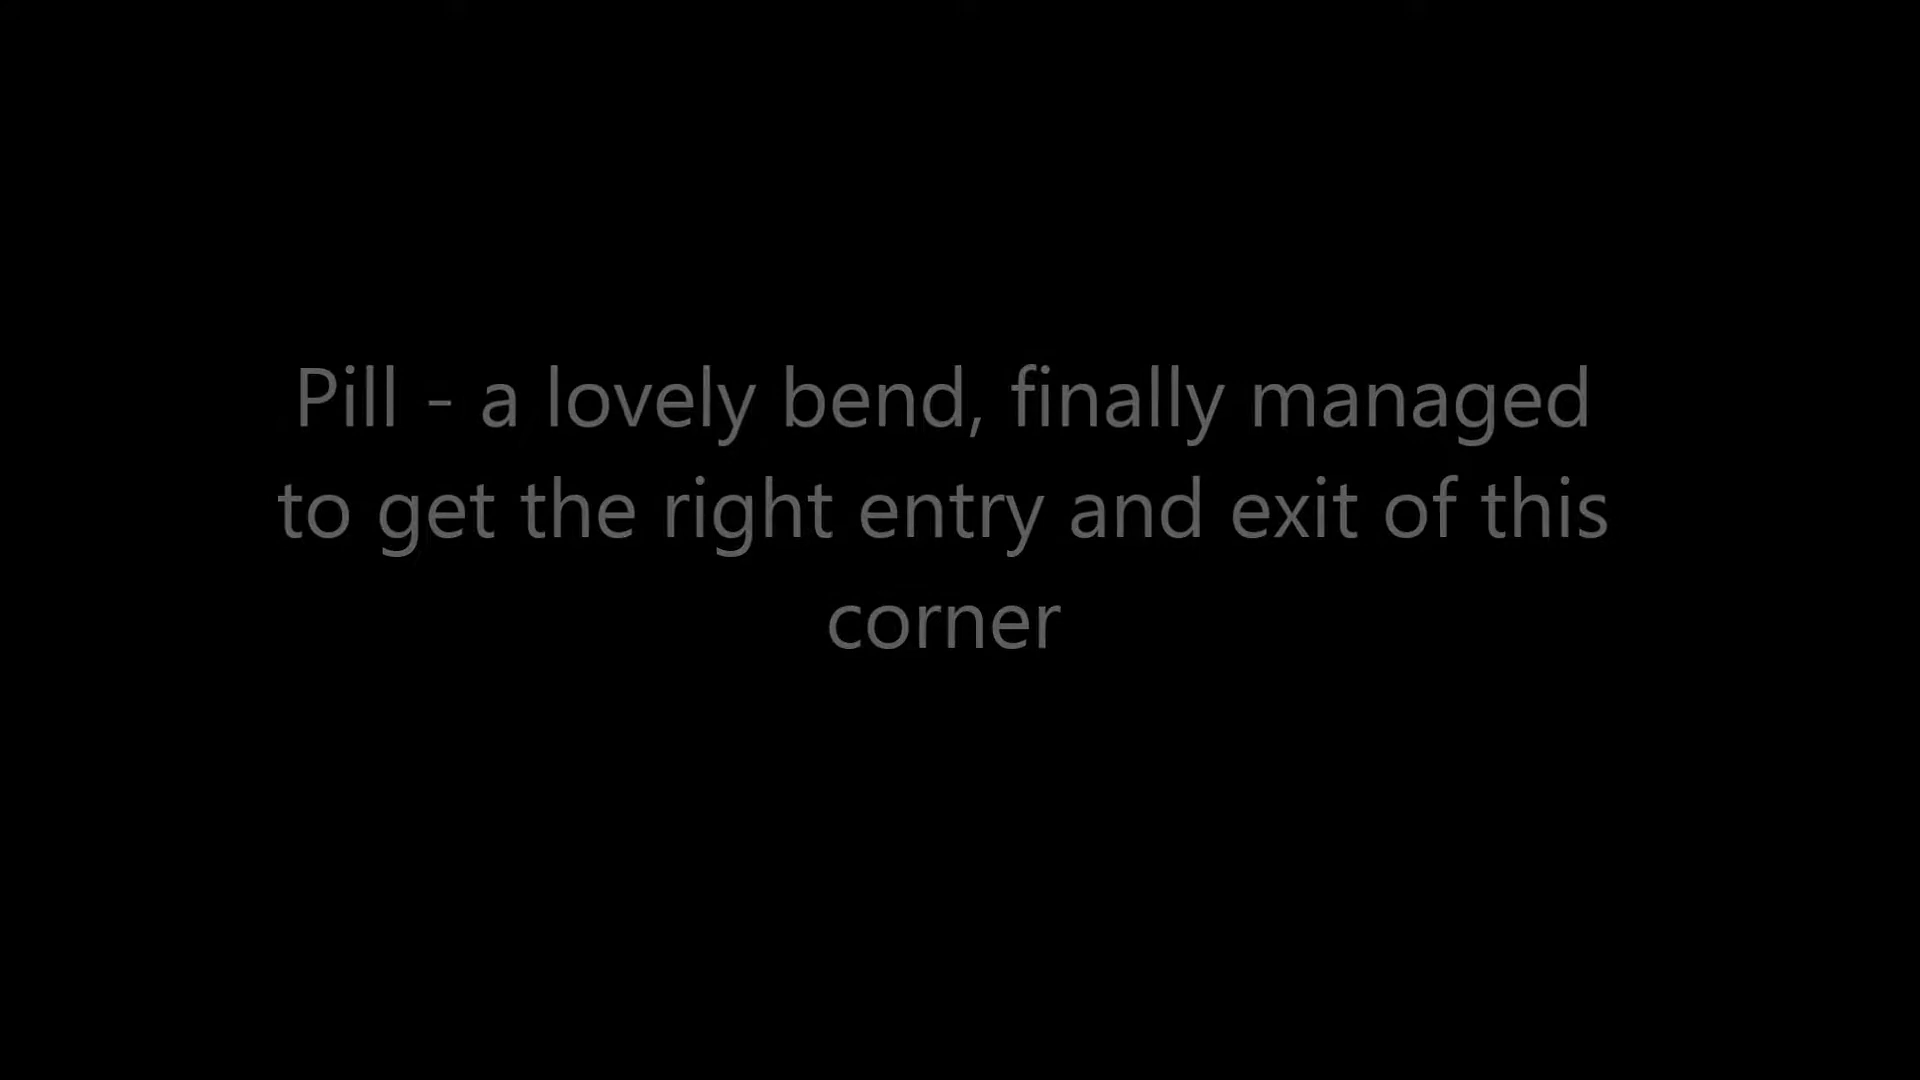 Pill - a lovely bend, finally managed
to get the right entry and exit of this
corner